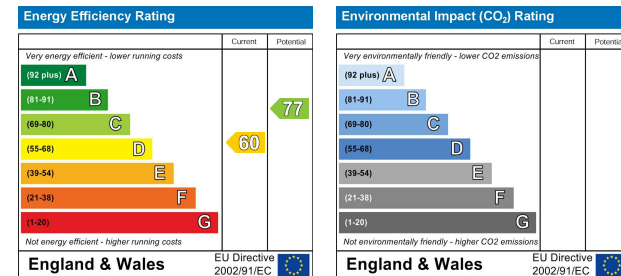 Energy Efficiency Rating
Current Potential
Very energy efficient - lower running costs
(92 plus) A
(81-91) B
77
(69-80) C
(55-68) D
60
(39-54) E
(21-38) F
(1-20) G
Not energy efficient - higher running costs
England & Wales
EU Directive
2002/91/EC
Environmental Impact (CO₂) Rating
Current Potentia
Very environmentally friendly - lower CO2 emissions
(92 plus) A
(81-91) B
(69-80) C
(55-68) D
(39-54) E
(21-38) F
(1-20) G
Not environmentally friendly - higher CO2 emissions
England & Wales
EU Directive
2002/91/EC